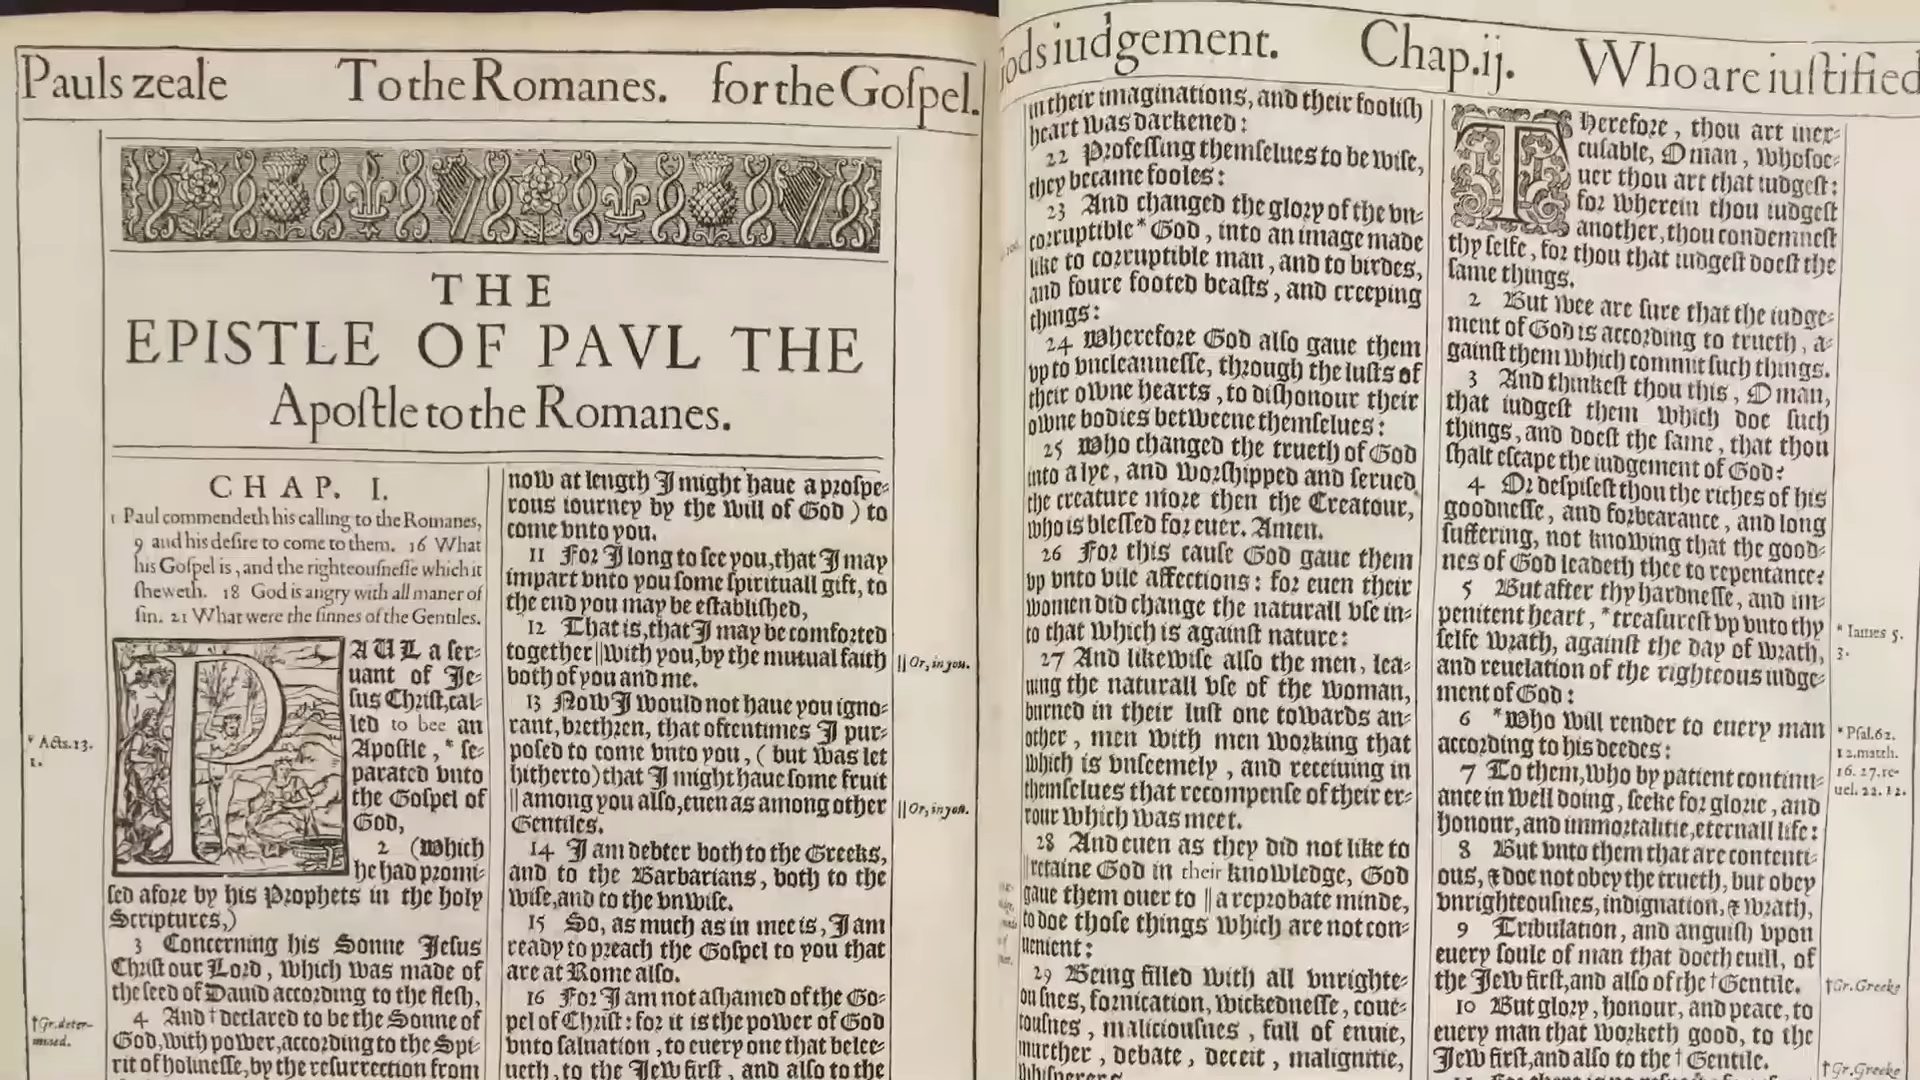 Pauls zeale To the Romanes. for the Goſpel.
THE
EPISTLE OF PAVL THE
Apoſtle to the Romanes.
CHAP. I.
1 Paul commendeth his calling to the Romanes,
9 and his deſire to come to them. 16 What
his Goſpel is, and the righteouſneſſe which it
ſheweth. 18 God is angry with all maner of
ſin. 21 What were the ſinnes of the Gentiles.
PAUL a ſer-
uant of Je-
ſus Chriſt, cal-
led to bee an
Apoſtle, * ſe-
parated vnto
the Goſpel of
God,
2 (Which
he had promi-
ſed afore by his Prophets in the holy
Scriptures,)
3 Concerning his Sonne Jeſus
Chriſt our Lord, which was made of
the ſeed of Dauid according to the fleſh,
4 And † declared to be the Sonne of
God, with power, according to the Spi-
rit of holineſſe, by the reſurrection from
* Acts. 13.
1.
† Gr. deter-
mined.
now at length I might haue a proſpe-
rous iourney by the will of God) to
come vnto you.
11 For I long to ſee you, that I may
impart vnto you ſome ſpirituall gift, to
the end you may be eſtabliſhed,
12 That is, that I may be comforted
together || with you, by the mutual faith
both of you and me.
13 Now I would not haue you igno-
rant, brethren, that oftentimes I pur-
poſed to come vnto you, (but was let
hitherto) that I might haue ſome fruit
|| among you alſo, euen as among other
Gentiles.
14 I am debter both to the Greeks,
and to the Barbarians, both to the
wiſe, and to the vnwiſe.
15 So, as much as in mee is, I am
ready to preach the Goſpel to you that
are at Rome alſo.
16 For I am not aſhamed of the Go-
pel of Chriſt: for it is the power of God
vnto ſaluation, to euery one that belee-
ueth, to the Jew firſt, and alſo to the
|| Or, in you.
|| Or, in you.
Gods iudgement. Chap. ij. Who are iuſtified
in their imaginations, and their fooliſh
heart was darkened:
22 Profeſſing themſelues to be wiſe,
they became fooles:
23 And changed the glory of the vn-
corruptible * God, into an image made
like to corruptible man, and to birdes,
and foure footed beaſts, and creeping
things:
24 Wherefore God alſo gaue them
vp to vncleanneſſe, through the luſts of
their owne hearts, to diſhonour their
owne bodies betweene themſelues:
25 Who changed the trueth of God
into a lye, and worſhipped and ſerued
the creature more then the Creatour,
who is bleſſed for euer. Amen.
26 For this cauſe God gaue them
vp vnto vile affections: for euen their
women did change the naturall vſe in-
to that which is againſt nature:
27 And likewiſe alſo the men, lea-
uing the naturall vſe of the woman,
burned in their luſt one towards an-
other, men with men working that
which is vnſeemely, and receiuing in
themſelues that recompenſe of their er-
rour which was meet.
28 And euen as they did not like to
|| retaine God in their knowledge, God
gaue them ouer to || a reprobate minde,
to doe thoſe things which are not con-
uenient:
29 Being filled with all vnrighte-
ouſnes, fornication, wickedneſſe, coue-
touſnes, maliciouſnes, full of enuie,
murther, debate, deceit, malignitie,
whiſperers,
THerefore, thou art iner-
cuſable, O man, whoſoe-
uer thou art that iudgeſt:
for wherein thou iudgeſt
another, thou condemneſt
thy ſelfe, for thou that iudgeſt doeſt the
ſame things.
2 But wee are ſure that the iudge-
ment of God is according to trueth, a-
gainſt them which commit ſuch things.
3 And thinkeſt thou this, O man,
that iudgeſt them which doe ſuch
things, and doeſt the ſame, that thou
ſhalt eſcape the iudgement of God?
4 Or deſpiſeſt thou the riches of his
goodneſſe, and forbearance, and long
ſuffering, not knowing that the good-
nes of God leadeth thee to repentance?
5 But after thy hardneſſe, and im-
penitent heart, * treaſureſt vp vnto thy
ſelfe wrath, againſt the day of wrath,
and reuelation of the righteous iudge-
ment of God:
6 * Who will render to euery man
according to his deedes:
7 To them, who by patient continu-
ance in well doing, ſeeke for glorie, and
honour, and immortalitie, eternall life:
8 But vnto them that are contenti-
ous, & doe not obey the trueth, but obey
vnrighteouſnes, indignation, & wrath,
9 Tribulation, and anguiſh vpon
euery ſoule of man that doeth euill, of
the Jew firſt, and alſo of the † Gentile.
10 But glory, honour, and peace, to
euery man that worketh good, to the
Jew firſt, and alſo to the † Gentile.
* Iames 5.
3.
* Pſal. 62.
12. match.
16. 27. re-
uel. 22. 12.
† Gr. Greeke
† Gr. Greeke